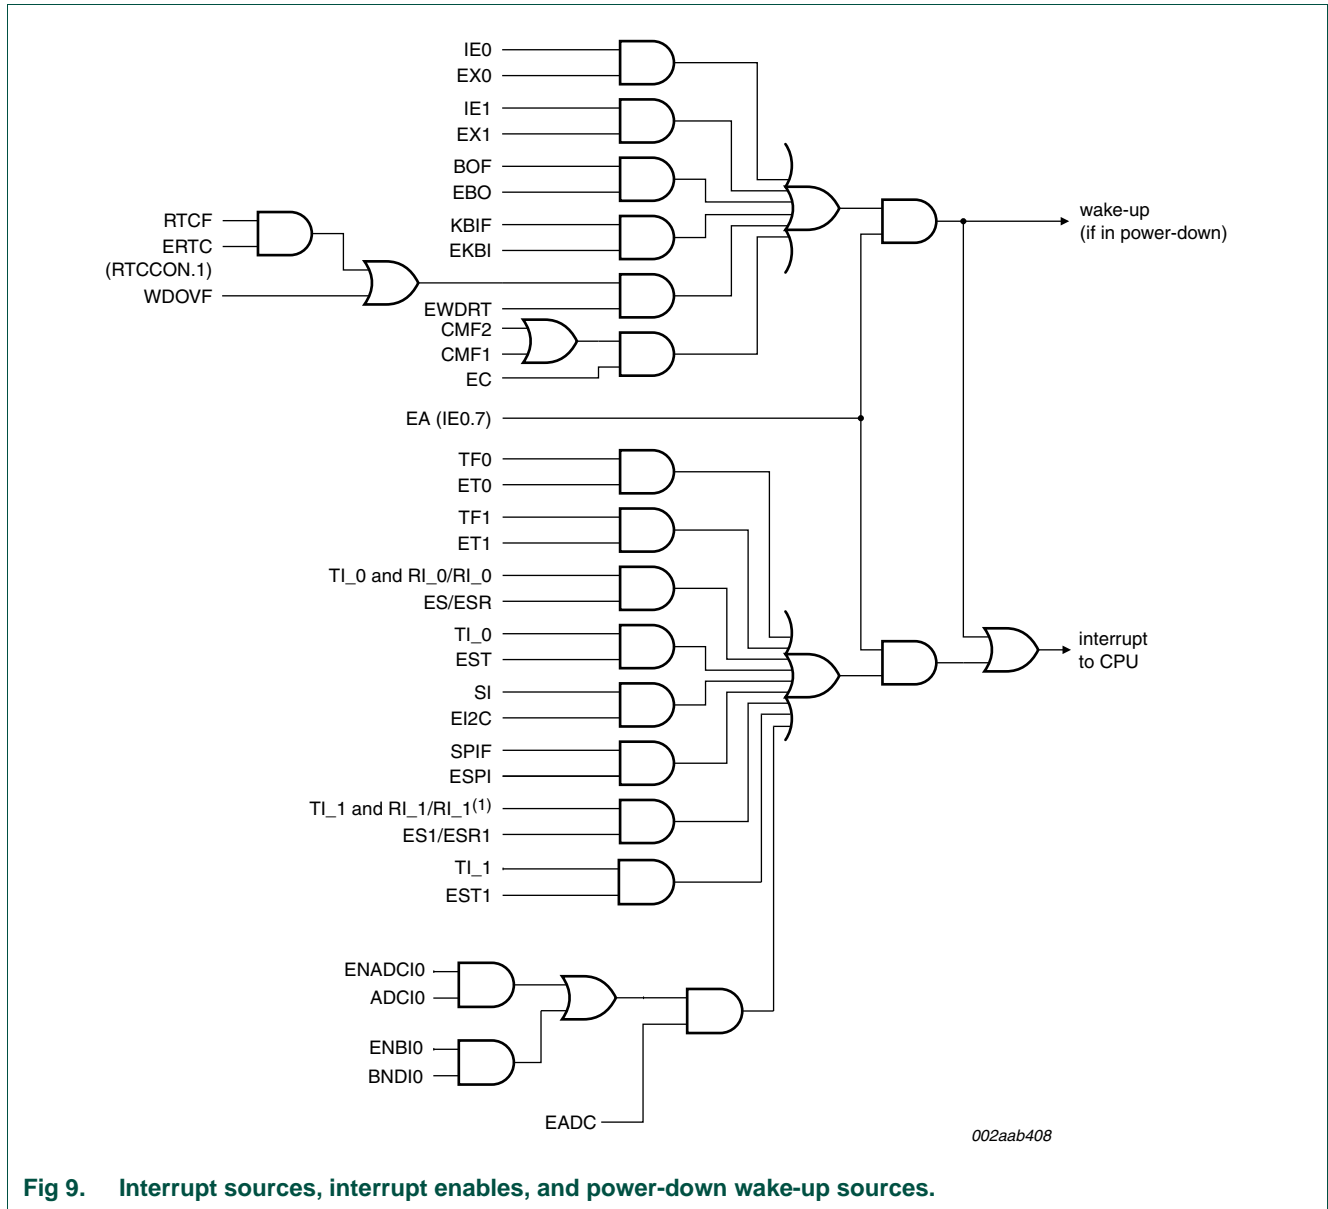 IE0
EX0
IE1
EX1
BOF
EBO
KBIF
EKBI
RTCF
ERTC
(RTCCON.1)
WDOVF
EWDRT
CMF2
CMF1
EC
wake-up
(if in power-down)
EA (IE0.7)
TF0
ET0
TF1
ET1
TI_0 and RI_0/RI_0
ES/ESR
TI_0
EST
SI
EI2C
SPIF
ESPI
TI_1 and RI_1/RI_1(1)
ES1/ESR1
TI_1
EST1
interrupt
to CPU
ENADCI0
ADCI0
ENBI0
BNDI0
EADC
002aab408
Fig 9. Interrupt sources, interrupt enables, and power-down wake-up sources.